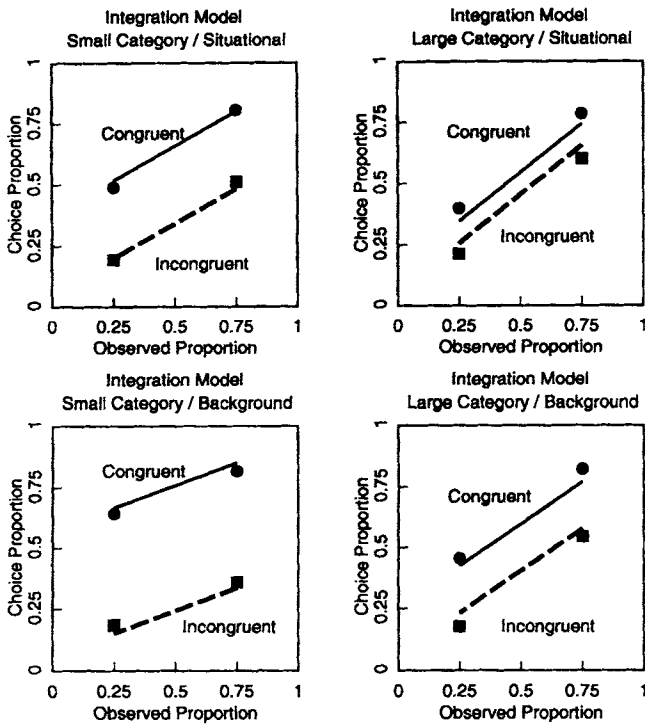 Integration Model
Small Category / Situational
1
0.75
0.5
0.25
0
Choice Proportion
Congruent
Incongruent
0 0.25 0.5 0.75 1
Observed Proportion
Integration Model
Large Category / Situational
1
0.75
0.5
0.25
0
Choice Proportion
Congruent
Incongruent
0 0.25 0.5 0.75 1
Observed Proportion
Integration Model
Small Category / Background
1
0.75
0.5
0.25
0
Choice Proportion
Congruent
Incongruent
0 0.25 0.5 0.75 1
Observed Proportion
Integration Model
Large Category / Background
1
0.75
0.5
0.25
0
Choice Proportion
Congruent
Incongruent
0 0.25 0.5 0.75 1
Observed Proportion